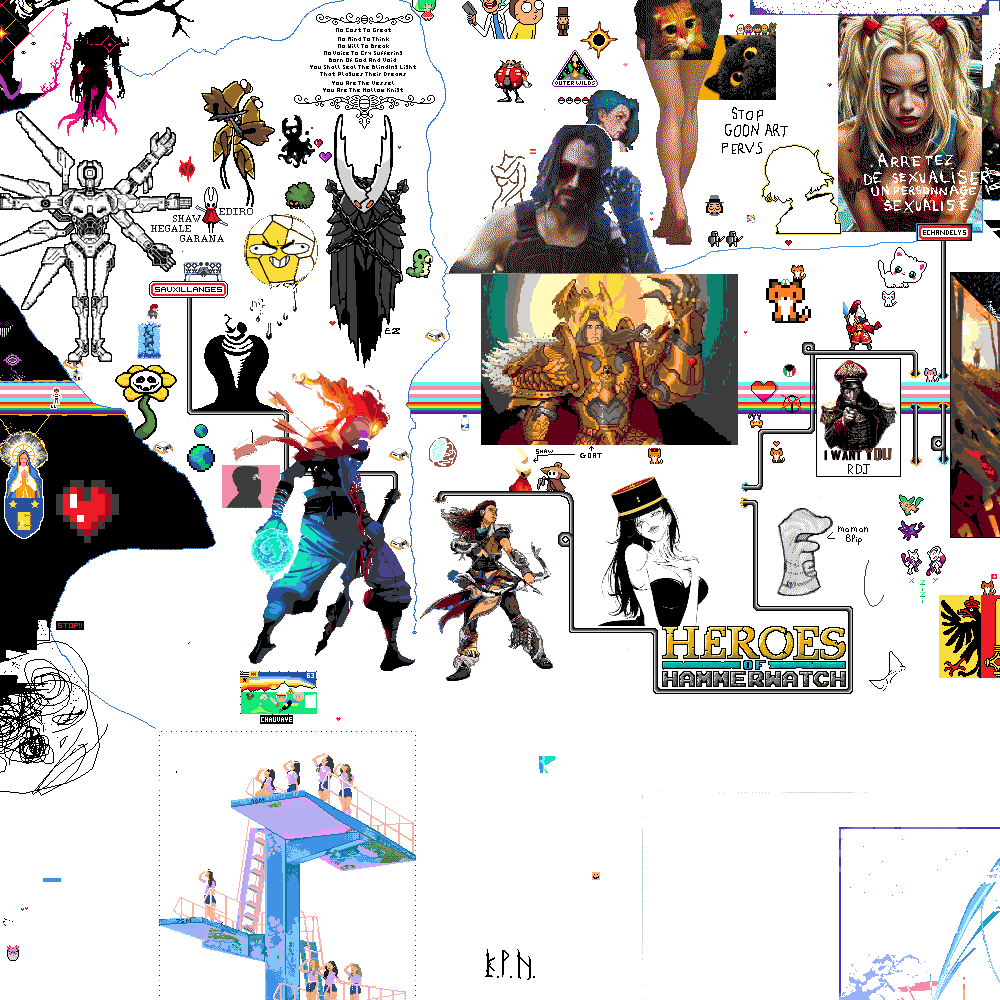 No Cost To Great
No Mind To Think
No Will To Break
No Voice To Cry Suffering
Born Of God And Void
You Shall Seal The Blinding Light
That Plagues Their Dreams
You Are The Vessel
You Are The Hollow Knight
OUTER WILDS
STOP
GOON ART
PERVS
ARRETEZ
DE SEXUALISER
UN PERSONNAGE
SEXUALISÉ
ECHANDELYS
SHAW
EDIRO
HEGALE
GARANA
SAUXILLANGES
EZ
SHAW
GOAT
I WANT YOU
RDJ
maman
Blip
STOP!!
HEROES
OF
HAMMERWATCH
63
CHAUVAYE
K.P.N.